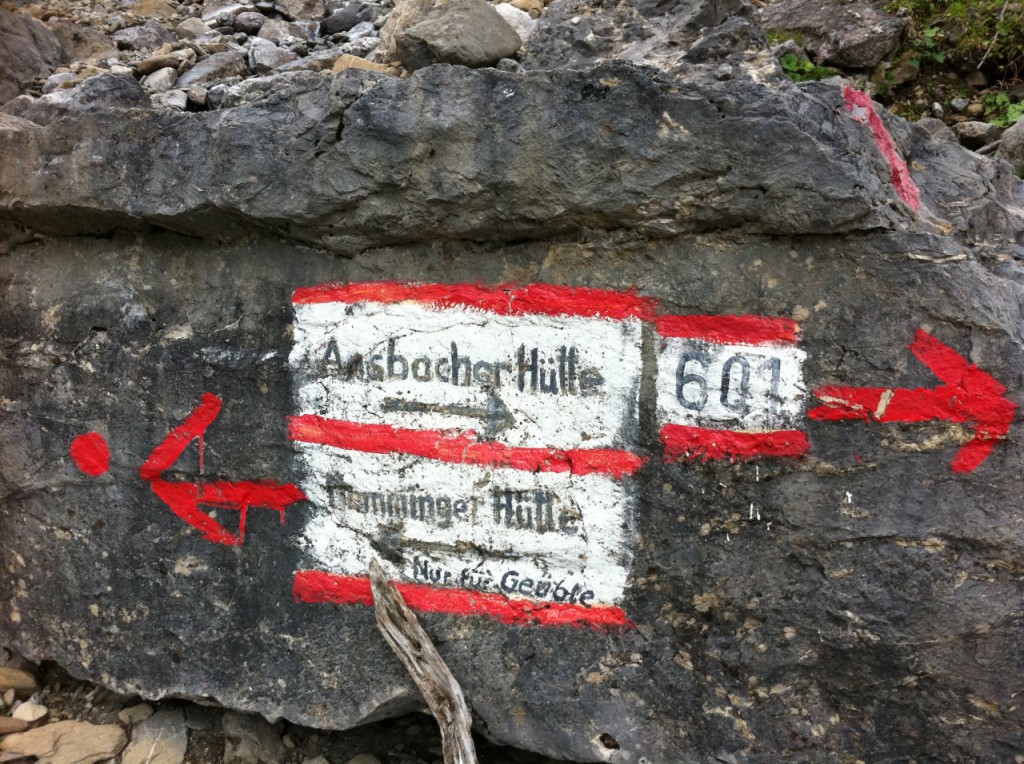 Ansbacher Hütte
601
Memminger Hütte
Nur für Geübte